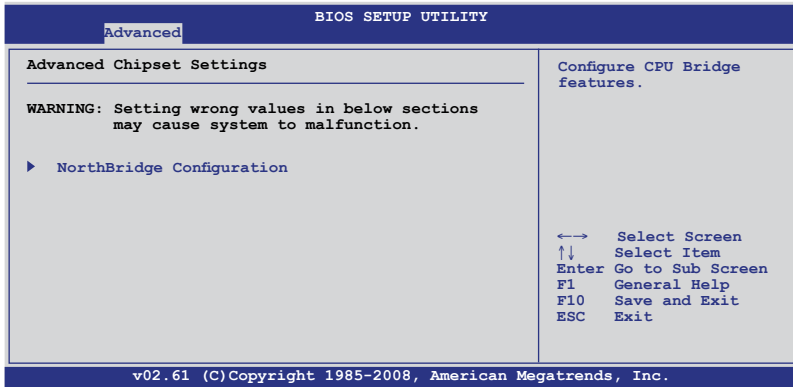 BIOS SETUP UTILITY
Advanced
Advanced Chipset Settings
WARNING: Setting wrong values in below sections
may cause system to malfunction.
NorthBridge Configuration
Configure CPU Bridge
features.
←→ Select Screen
↑↓ Select Item
Enter Go to Sub Screen
F1 General Help
F10 Save and Exit
ESC Exit
v02.61 (C)Copyright 1985-2008, American Megatrends, Inc.